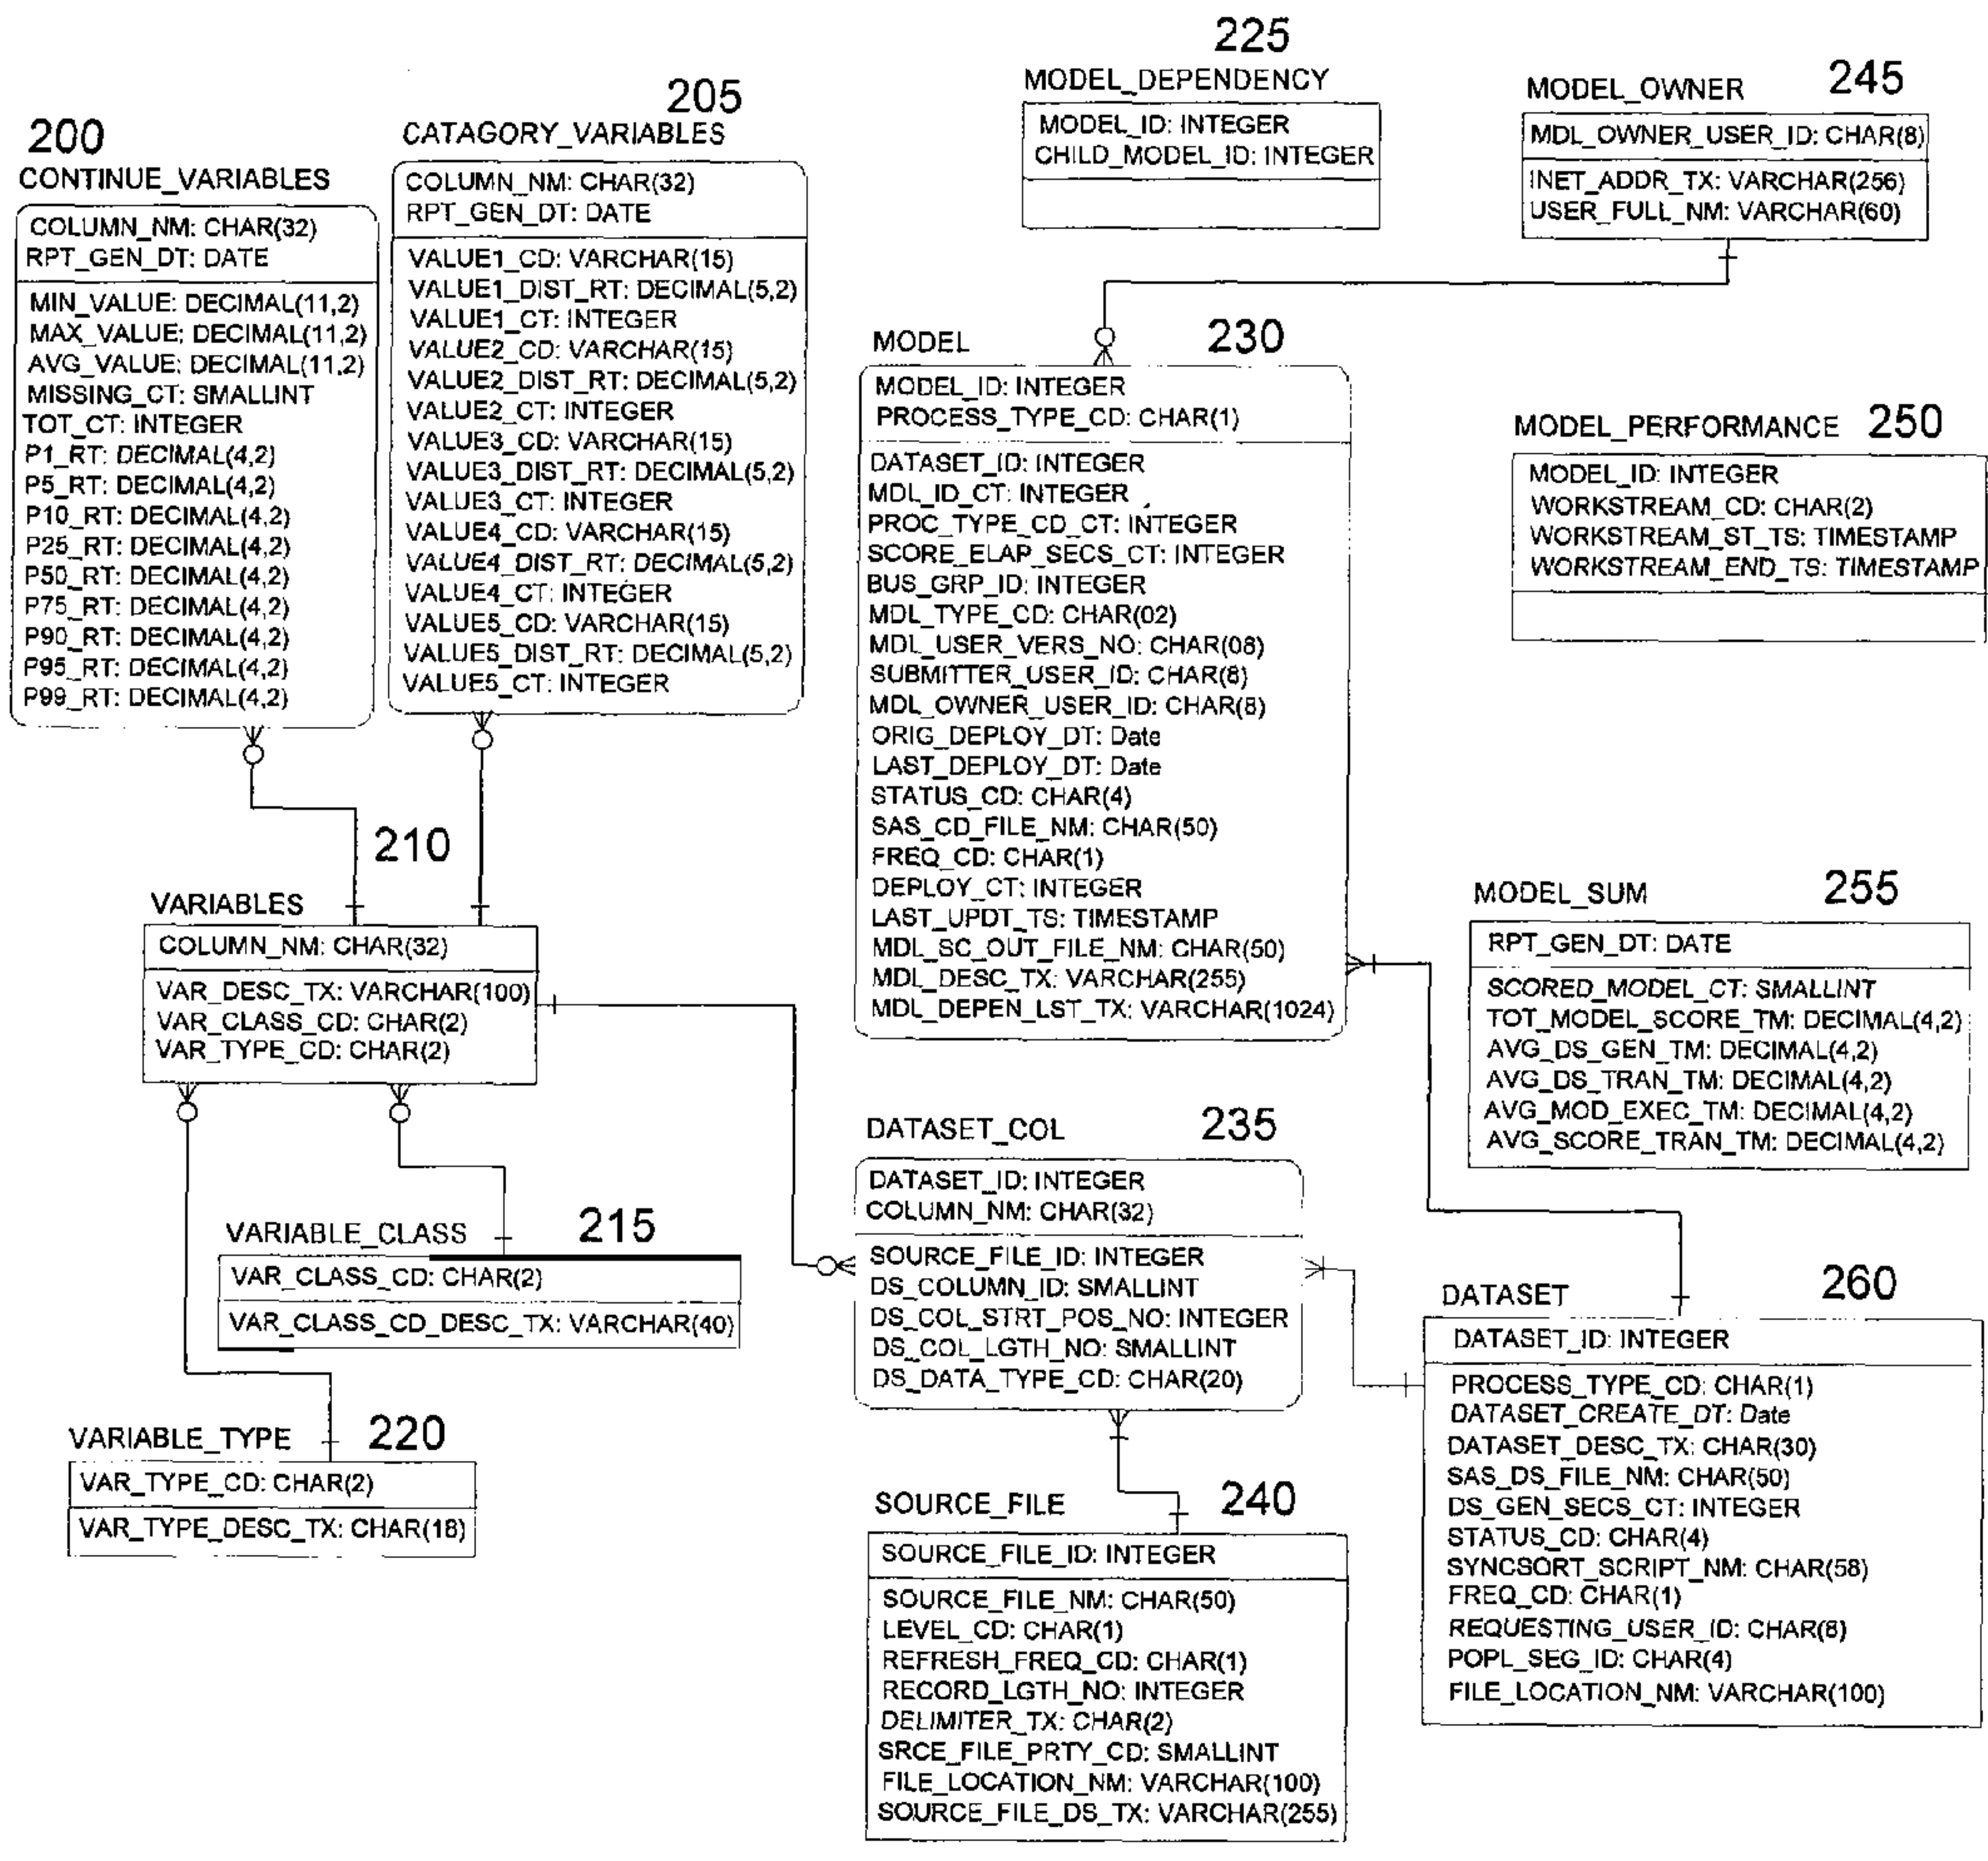 200
CONTINUE_VARIABLES
COLUMN_NM: CHAR(32)
RPT_GEN_DT: DATE
MIN_VALUE: DECIMAL(11,2)
MAX_VALUE: DECIMAL(11,2)
AVG_VALUE: DECIMAL(11,2)
MISSING_CT: SMALLINT
TOT_CT: INTEGER
P1_RT: DECIMAL(4,2)
P5_RT: DECIMAL(4,2)
P10_RT: DECIMAL(4,2)
P25_RT: DECIMAL(4,2)
P50_RT: DECIMAL(4,2)
P75_RT: DECIMAL(4,2)
P90_RT: DECIMAL(4,2)
P95_RT: DECIMAL(4,2)
P99_RT: DECIMAL(4,2)
205
CATAGORY_VARIABLES
COLUMN_NM: CHAR(32)
RPT_GEN_DT: DATE
VALUE1_CD: VARCHAR(15)
VALUE1_DIST_RT: DECIMAL(5,2)
VALUE1_CT: INTEGER
VALUE2_CD: VARCHAR(15)
VALUE2_DIST_RT: DECIMAL(5,2)
VALUE2_CT: INTEGER
VALUE3_CD: VARCHAR(15)
VALUE3_DIST_RT: DECIMAL(5,2)
VALUE3_CT: INTEGER
VALUE4_CD: VARCHAR(15)
VALUE4_DIST_RT: DECIMAL(5,2)
VALUE4_CT: INTEGER
VALUE5_CD: VARCHAR(15)
VALUE5_DIST_RT: DECIMAL(5,2)
VALUE5_CT: INTEGER
210
VARIABLES
COLUMN_NM: CHAR(32)
VAR_DESC_TX: VARCHAR(100)
VAR_CLASS_CD: CHAR(2)
VAR_TYPE_CD: CHAR(2)
VARIABLE_CLASS 215
VAR_CLASS_CD: CHAR(2)
VAR_CLASS_CD_DESC_TX: VARCHAR(40)
VARIABLE_TYPE 220
VAR_TYPE_CD: CHAR(2)
VAR_TYPE_DESC_TX: CHAR(18)
225
MODEL_DEPENDENCY
MODEL_ID: INTEGER
CHILD_MODEL_ID: INTEGER
MODEL 230
MODEL_ID: INTEGER
PROCESS_TYPE_CD: CHAR(1)
DATASET_ID: INTEGER
MDL_ID_CT: INTEGER
PROC_TYPE_CD_CT: INTEGER
SCORE_ELAP_SECS_CT: INTEGER
BUS_GRP_ID: INTEGER
MDL_TYPE_CD: CHAR(02)
MDL_USER_VERS_NO: CHAR(08)
SUBMITTER_USER_ID: CHAR(8)
MDL_OWNER_USER_ID: CHAR(8)
ORIG_DEPLOY_DT: Date
LAST_DEPLOY_DT: Date
STATUS_CD: CHAR(4)
SAS_CD_FILE_NM: CHAR(50)
FREQ_CD: CHAR(1)
DEPLOY_CT: INTEGER
LAST_UPDT_TS: TIMESTAMP
MDL_SC_OUT_FILE_NM: CHAR(50)
MDL_DESC_TX: VARCHAR(255)
MDL_DEPEN_LST_TX: VARCHAR(1024)
DATASET_COL 235
DATASET_ID: INTEGER
COLUMN_NM: CHAR(32)
SOURCE_FILE_ID: INTEGER
DS_COLUMN_ID: SMALLINT
DS_COL_STRT_POS_NO: INTEGER
DS_COL_LGTH_NO: SMALLINT
DS_DATA_TYPE_CD: CHAR(20)
SOURCE_FILE 240
SOURCE_FILE_ID: INTEGER
SOURCE_FILE_NM: CHAR(50)
LEVEL_CD: CHAR(1)
REFRESH_FREQ_CD: CHAR(1)
RECORD_LGTH_NO: INTEGER
DELIMITER_TX: CHAR(2)
SRCE_FILE_PRTY_CD: SMALLINT
FILE_LOCATION_NM: VARCHAR(100)
SOURCE_FILE_DS_TX: VARCHAR(255)
MODEL_OWNER 245
MDL_OWNER_USER_ID: CHAR(8)
INET_ADDR_TX: VARCHAR(256)
USER_FULL_NM: VARCHAR(60)
MODEL_PERFORMANCE 250
MODEL_ID: INTEGER
WORKSTREAM_CD: CHAR(2)
WORKSTREAM_ST_TS: TIMESTAMP
WORKSTREAM_END_TS: TIMESTAMP
MODEL_SUM 255
RPT_GEN_DT: DATE
SCORED_MODEL_CT: SMALLINT
TOT_MODEL_SCORE_TM: DECIMAL(4,2)
AVG_DS_GEN_TM: DECIMAL(4,2)
AVG_DS_TRAN_TM: DECIMAL(4,2)
AVG_MOD_EXEC_TM: DECIMAL(4,2)
AVG_SCORE_TRAN_TM: DECIMAL(4,2)
DATASET 260
DATASET_ID: INTEGER
PROCESS_TYPE_CD: CHAR(1)
DATASET_CREATE_DT: Date
DATASET_DESC_TX: CHAR(30)
SAS_DS_FILE_NM: CHAR(50)
DS_GEN_SECS_CT: INTEGER
STATUS_CD: CHAR(4)
SYNCSORT_SCRIPT_NM: CHAR(58)
FREQ_CD: CHAR(1)
REQUESTING_USER_ID: CHAR(8)
POPL_SEG_ID: CHAR(4)
FILE_LOCATION_NM: VARCHAR(100)